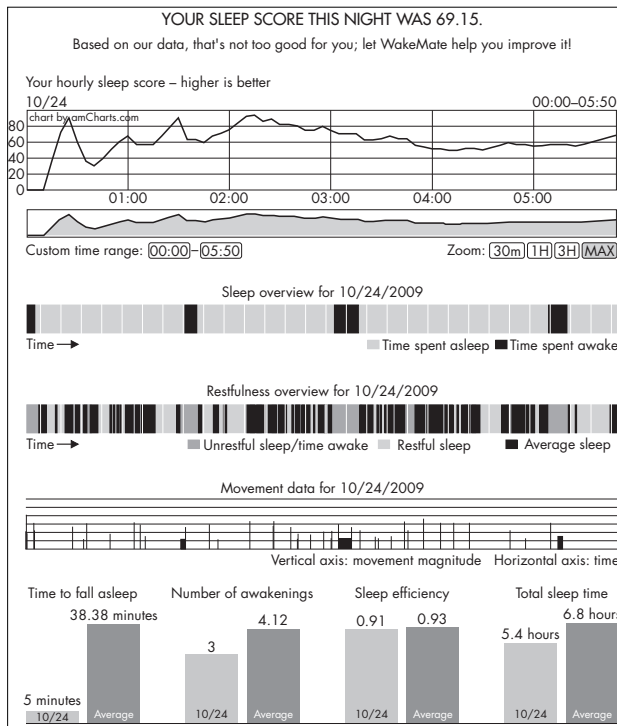 YOUR SLEEP SCORE THIS NIGHT WAS 69.15.
Based on our data, that's not too good for you; let WakeMate help you improve it!
Your hourly sleep score – higher is better
10/24 00:00–05:50
chart by amCharts.com
80
60
40
20
0
01:00 02:00 03:00 04:00 05:00
Custom time range: 00:00–05:50 Zoom: 30m 1H 3H MAX
Sleep overview for 10/24/2009
Time
Time spent asleep Time spent awake
Restfulness overview for 10/24/2009
Time
Unrestful sleep/time awake Restful sleep Average sleep
Movement data for 10/24/2009
Vertical axis: movement magnitude Horizontal axis: time
Time to fall asleep Number of awakenings Sleep efficiency Total sleep time
5 minutes 38.38 minutes 3 4.12 0.91 0.93 5.4 hours 6.8 hours
10/24 Average 10/24 Average 10/24 Average 10/24 Average